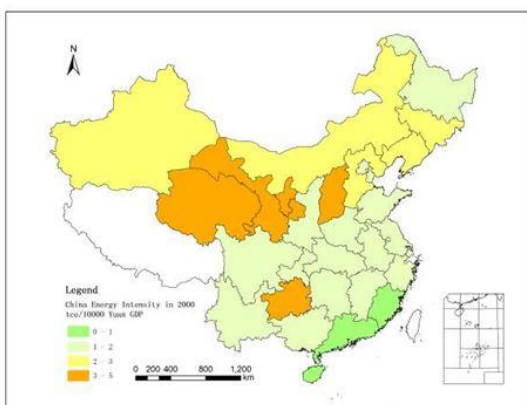 N
Legend
China Energy Intensity in 2000
tce/10000 Yuan GDP
0 - 1
1 - 2
2 - 3
3 - 5
0 200 400 800 1,200
km